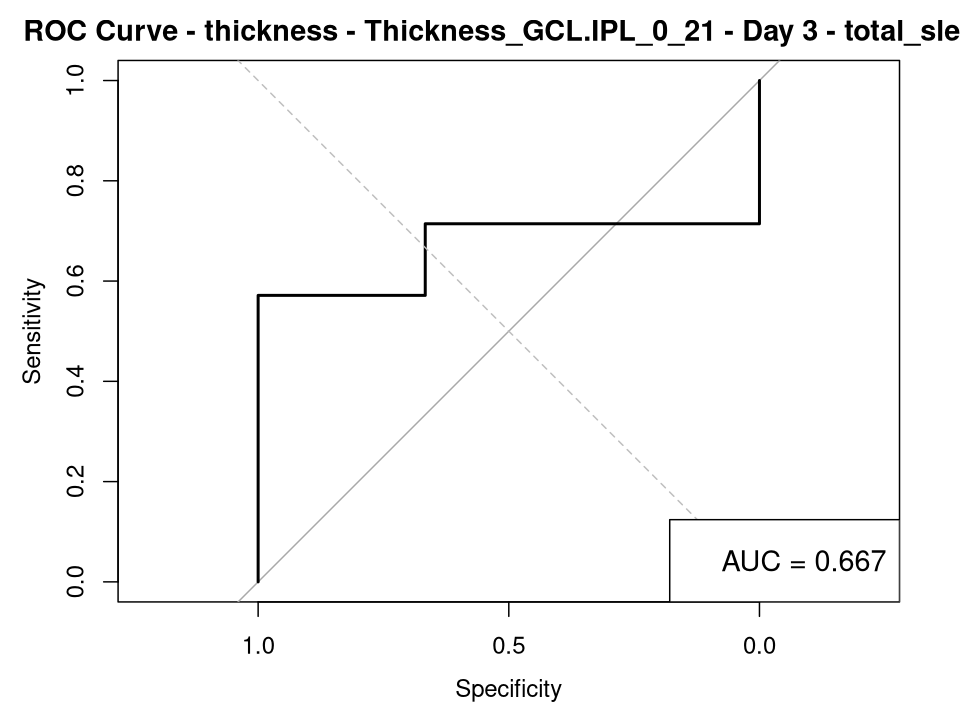 ROC Curve - thickness - Thickness_GCL.IPL_0_21 - Day 3 - total_sle
1.0
0.8
0.6
0.4
0.2
0.0
Sensitivity
AUC = 0.667
1.0 0.5 0.0
Specificity